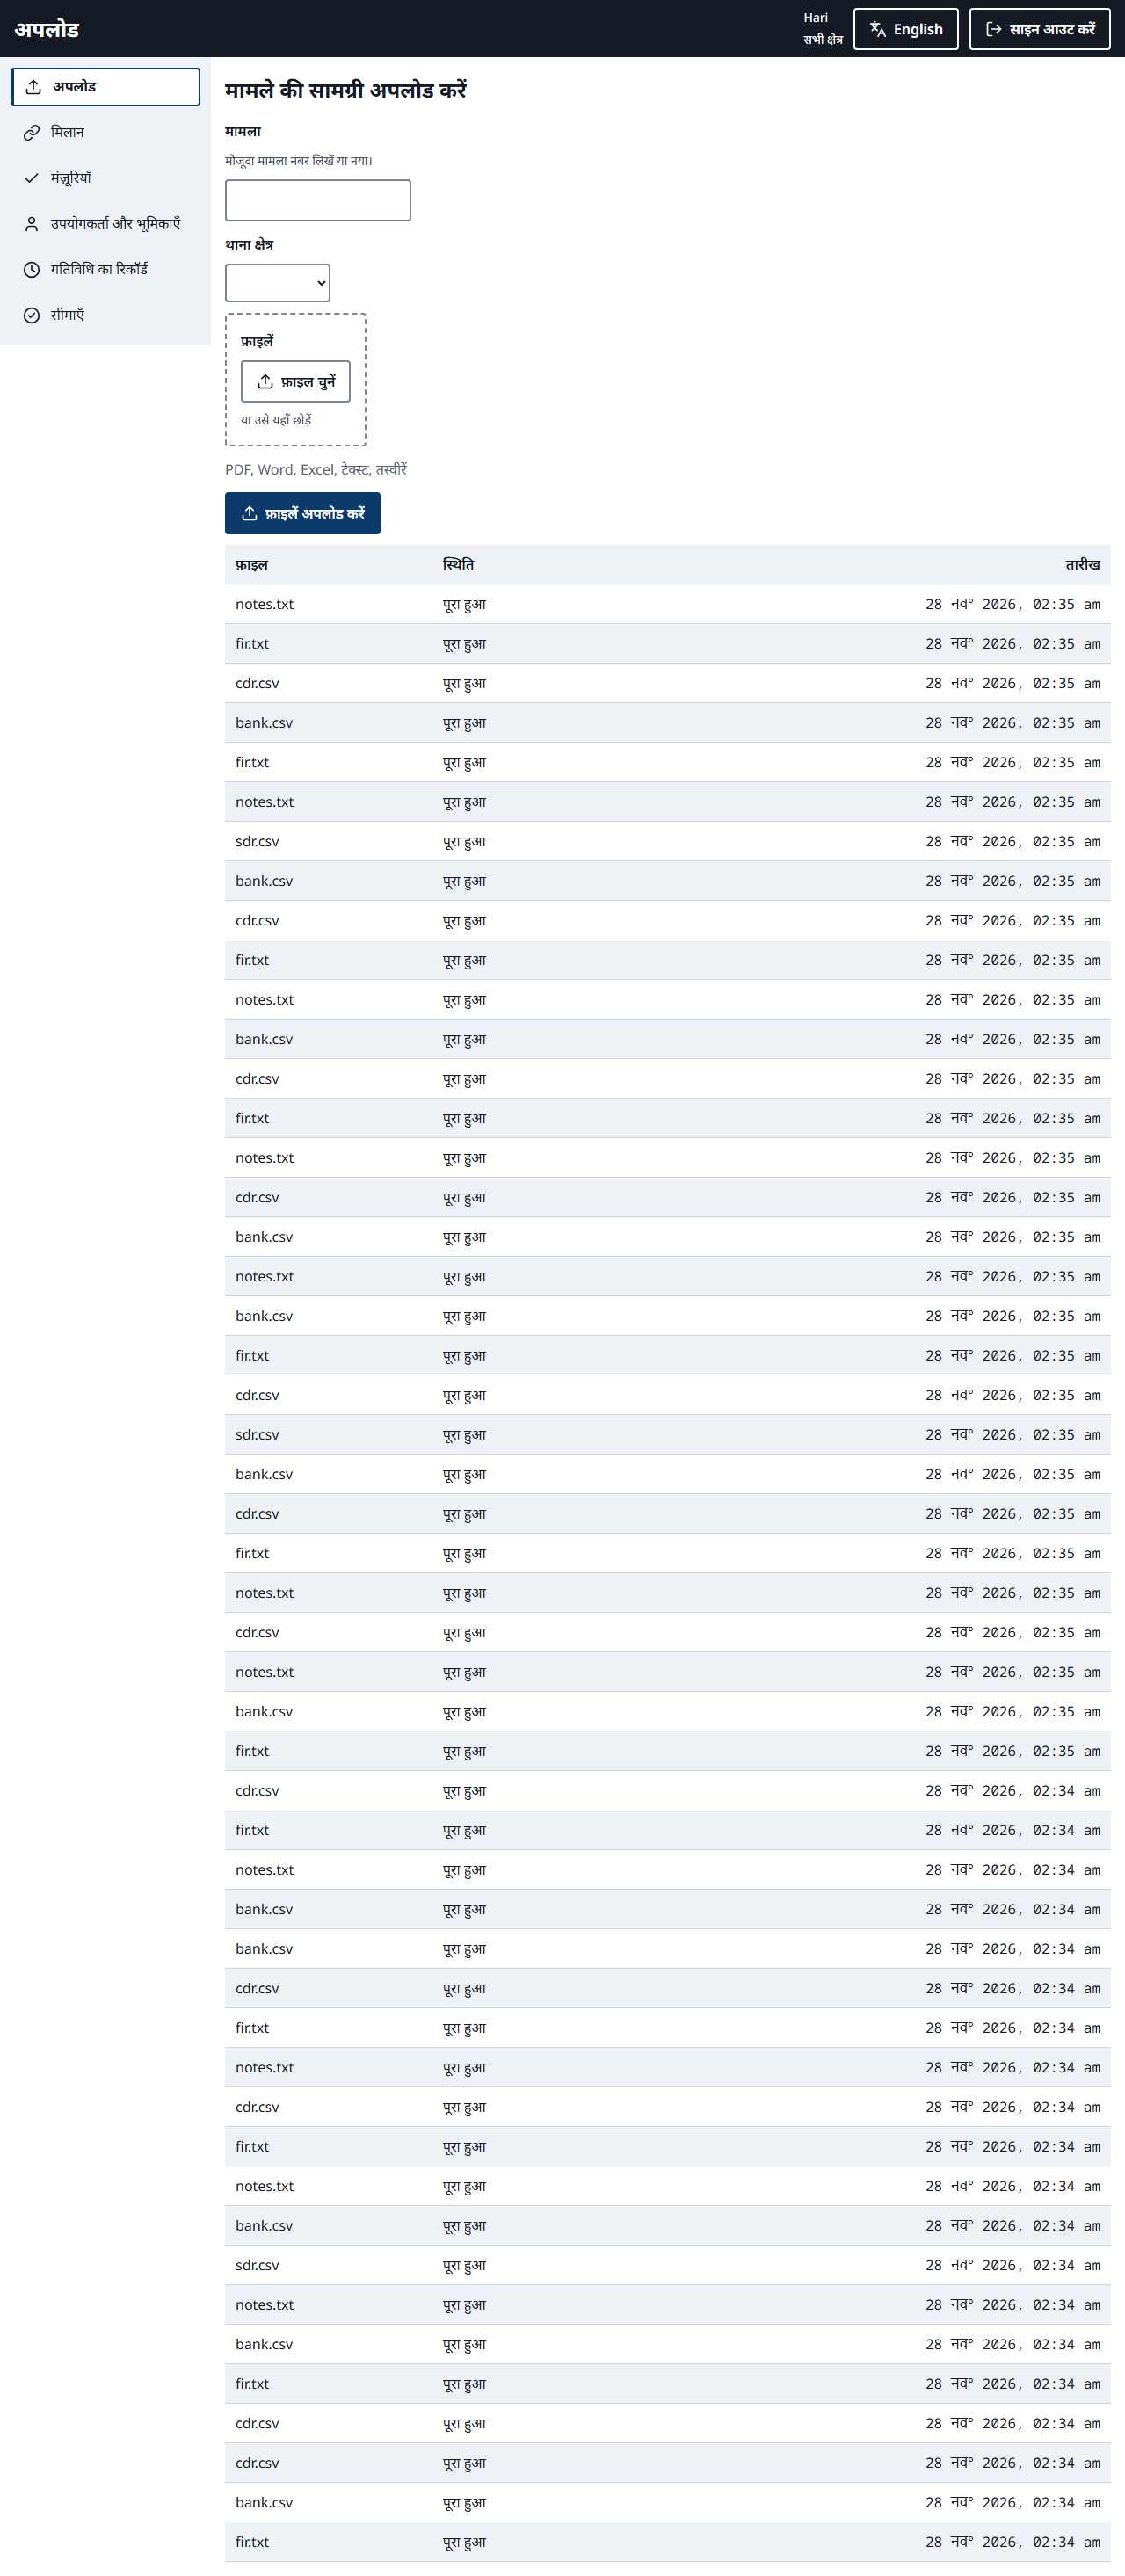 अपलोड
Hari
सभी क्षेत्र
English
साइन आउट करें
अपलोड
मिलान
मंज़ूरियाँ
उपयोगकर्ता और भूमिकाएँ
गतिविधि का रिकॉर्ड
सीमाएँ
मामले की सामग्री अपलोड करें
मामला
मौजूदा मामला नंबर लिखें या नया।
थाना क्षेत्र
फ़ाइलें
फ़ाइल चुनें
या उसे यहाँ छोड़ें
PDF, Word, Excel, टेक्स्ट, तस्वीरें
फ़ाइलें अपलोड करें
फ़ाइल स्थिति तारीख
notes.txt पूरा हुआ 28 नव॰ 2026, 02:35 am
fir.txt पूरा हुआ 28 नव॰ 2026, 02:35 am
cdr.csv पूरा हुआ 28 नव॰ 2026, 02:35 am
bank.csv पूरा हुआ 28 नव॰ 2026, 02:35 am
fir.txt पूरा हुआ 28 नव॰ 2026, 02:35 am
notes.txt पूरा हुआ 28 नव॰ 2026, 02:35 am
sdr.csv पूरा हुआ 28 नव॰ 2026, 02:35 am
bank.csv पूरा हुआ 28 नव॰ 2026, 02:35 am
cdr.csv पूरा हुआ 28 नव॰ 2026, 02:35 am
fir.txt पूरा हुआ 28 नव॰ 2026, 02:35 am
notes.txt पूरा हुआ 28 नव॰ 2026, 02:35 am
bank.csv पूरा हुआ 28 नव॰ 2026, 02:35 am
cdr.csv पूरा हुआ 28 नव॰ 2026, 02:35 am
fir.txt पूरा हुआ 28 नव॰ 2026, 02:35 am
notes.txt पूरा हुआ 28 नव॰ 2026, 02:35 am
cdr.csv पूरा हुआ 28 नव॰ 2026, 02:35 am
bank.csv पूरा हुआ 28 नव॰ 2026, 02:35 am
notes.txt पूरा हुआ 28 नव॰ 2026, 02:35 am
bank.csv पूरा हुआ 28 नव॰ 2026, 02:35 am
fir.txt पूरा हुआ 28 नव॰ 2026, 02:35 am
cdr.csv पूरा हुआ 28 नव॰ 2026, 02:35 am
sdr.csv पूरा हुआ 28 नव॰ 2026, 02:35 am
bank.csv पूरा हुआ 28 नव॰ 2026, 02:35 am
cdr.csv पूरा हुआ 28 नव॰ 2026, 02:35 am
fir.txt पूरा हुआ 28 नव॰ 2026, 02:35 am
notes.txt पूरा हुआ 28 नव॰ 2026, 02:35 am
cdr.csv पूरा हुआ 28 नव॰ 2026, 02:35 am
notes.txt पूरा हुआ 28 नव॰ 2026, 02:35 am
bank.csv पूरा हुआ 28 नव॰ 2026, 02:35 am
fir.txt पूरा हुआ 28 नव॰ 2026, 02:35 am
cdr.csv पूरा हुआ 28 नव॰ 2026, 02:34 am
fir.txt पूरा हुआ 28 नव॰ 2026, 02:34 am
notes.txt पूरा हुआ 28 नव॰ 2026, 02:34 am
bank.csv पूरा हुआ 28 नव॰ 2026, 02:34 am
bank.csv पूरा हुआ 28 नव॰ 2026, 02:34 am
cdr.csv पूरा हुआ 28 नव॰ 2026, 02:34 am
fir.txt पूरा हुआ 28 नव॰ 2026, 02:34 am
notes.txt पूरा हुआ 28 नव॰ 2026, 02:34 am
cdr.csv पूरा हुआ 28 नव॰ 2026, 02:34 am
fir.txt पूरा हुआ 28 नव॰ 2026, 02:34 am
notes.txt पूरा हुआ 28 नव॰ 2026, 02:34 am
bank.csv पूरा हुआ 28 नव॰ 2026, 02:34 am
sdr.csv पूरा हुआ 28 नव॰ 2026, 02:34 am
notes.txt पूरा हुआ 28 नव॰ 2026, 02:34 am
bank.csv पूरा हुआ 28 नव॰ 2026, 02:34 am
fir.txt पूरा हुआ 28 नव॰ 2026, 02:34 am
cdr.csv पूरा हुआ 28 नव॰ 2026, 02:34 am
cdr.csv पूरा हुआ 28 नव॰ 2026, 02:34 am
bank.csv पूरा हुआ 28 नव॰ 2026, 02:34 am
fir.txt पूरा हुआ 28 नव॰ 2026, 02:34 am